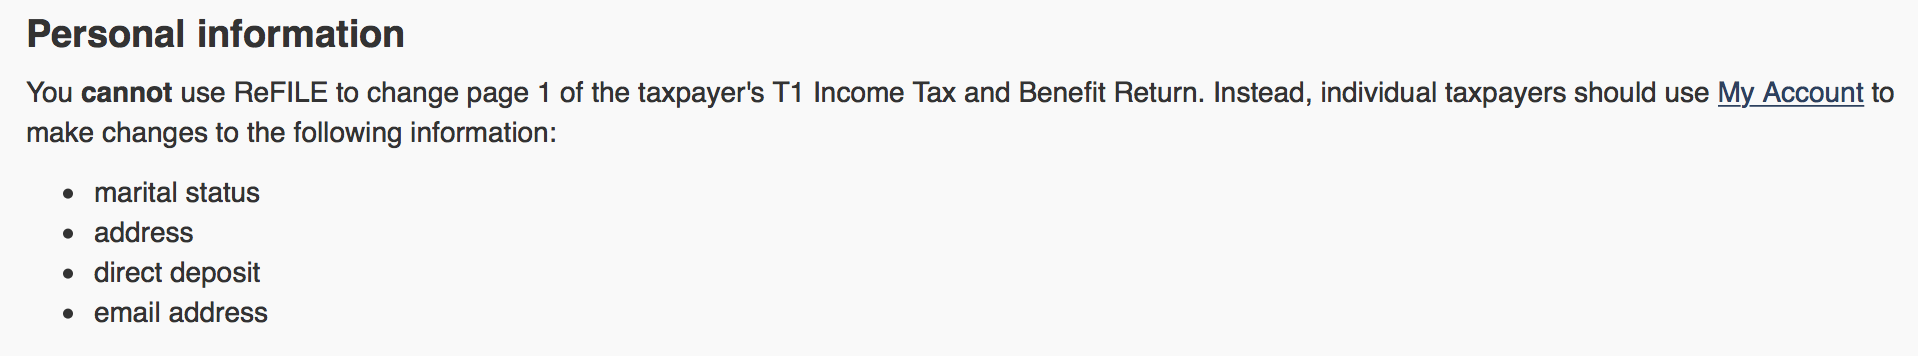 Personal information
You cannot use ReFILE to change page 1 of the taxpayer's T1 Income Tax and Benefit Return. Instead, individual taxpayers should use My Account to
make changes to the following information:
• marital status
• address
• direct deposit
• email address